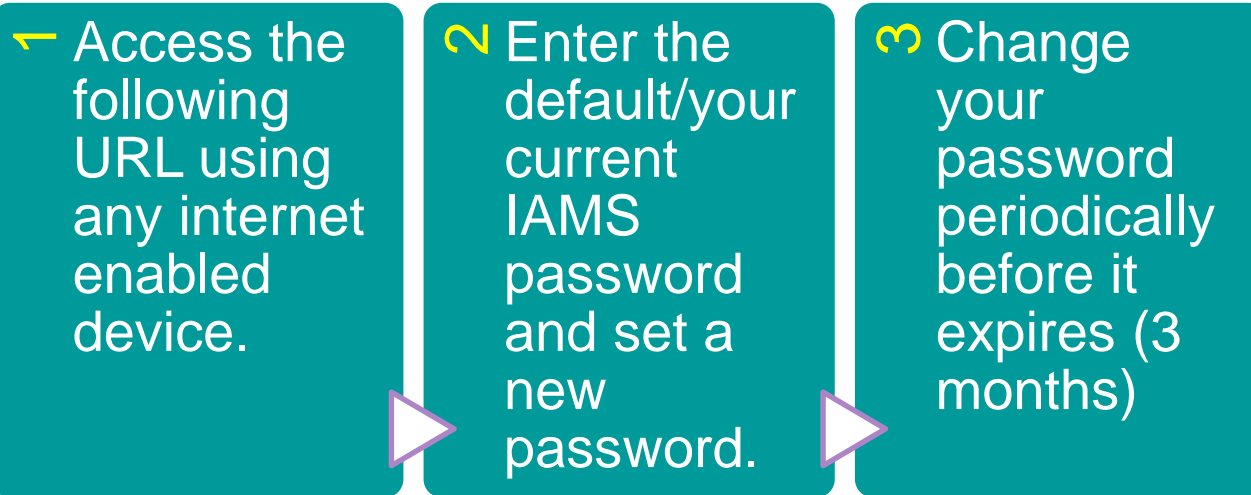 1
Access the
following
URL using
any internet
enabled
device.
2
Enter the
default/your
current
IAMS
password
and set a
new
password.
3
Change
your
password
periodically
before it
expires (3
months)